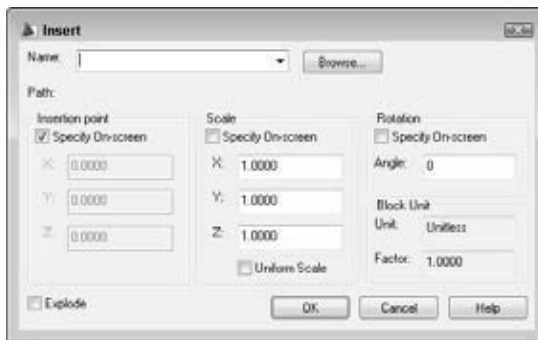 Insert
Name:
Browse...
Path:
Insertion point
Specify On-screen
X: 0.0000
Y: 0.0000
Z: 0.0000
Scale
Specify On-screen
X: 1.0000
Y: 1.0000
Z: 1.0000
Uniform Scale
Rotation
Specify On-screen
Angle: 0
Block Unit
Unit: Unitless
Factor: 1.0000
Explode
OK Cancel Help